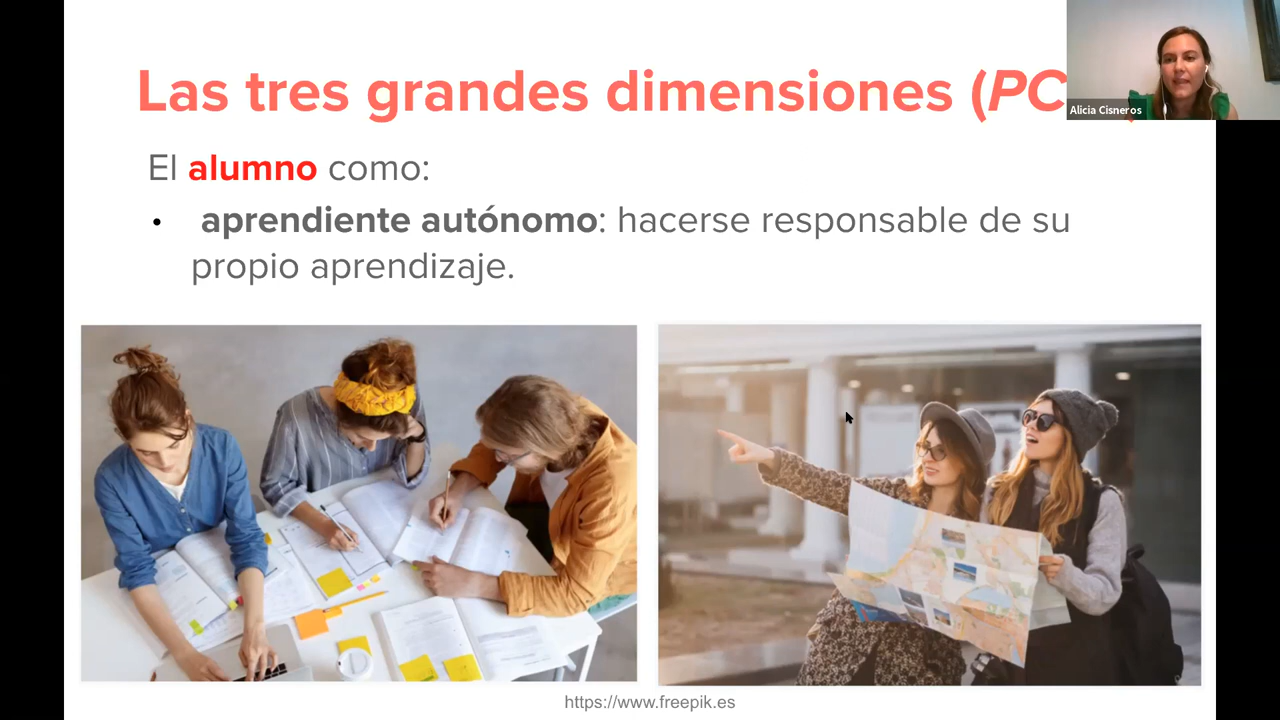 Las tres grandes dimensiones (PC
Alicia Cisneros
El alumno como:
• aprendiente autónomo: hacerse responsable de su
propio aprendizaje.
https://www.freepik.es